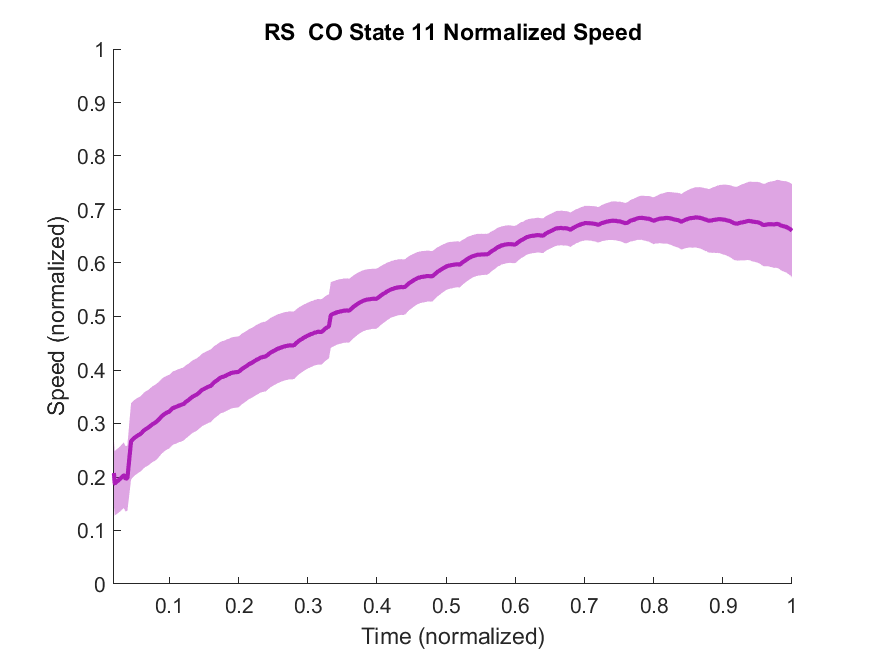 RS  CO State 11 Normalized Speed
1
0.9
0.8
0.7
0.6
0.5
0.4
0.3
0.2
0.1
0
Speed (normalized)
0.1 0.2 0.3 0.4 0.5 0.6 0.7 0.8 0.9 1
Time (normalized)